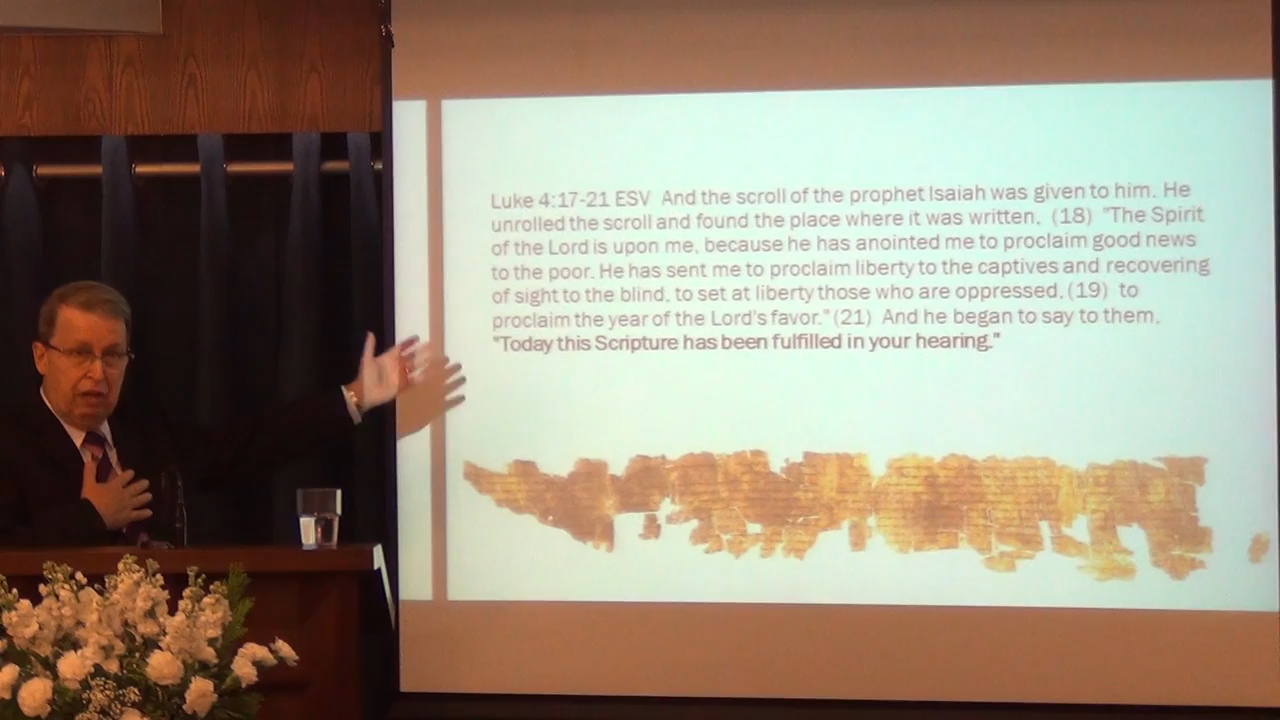 Luke 4:17-21 ESV And the scroll of the prophet Isaiah was given to him. He
unrolled the scroll and found the place where it was written, (18) "The Spirit
of the Lord is upon me, because he has anointed me to proclaim good news
to the poor. He has sent me to proclaim liberty to the captives and recovering
of sight to the blind, to set at liberty those who are oppressed, (19) to
proclaim the year of the Lord's favor." (21) And he began to say to them,
"Today this Scripture has been fulfilled in your hearing."